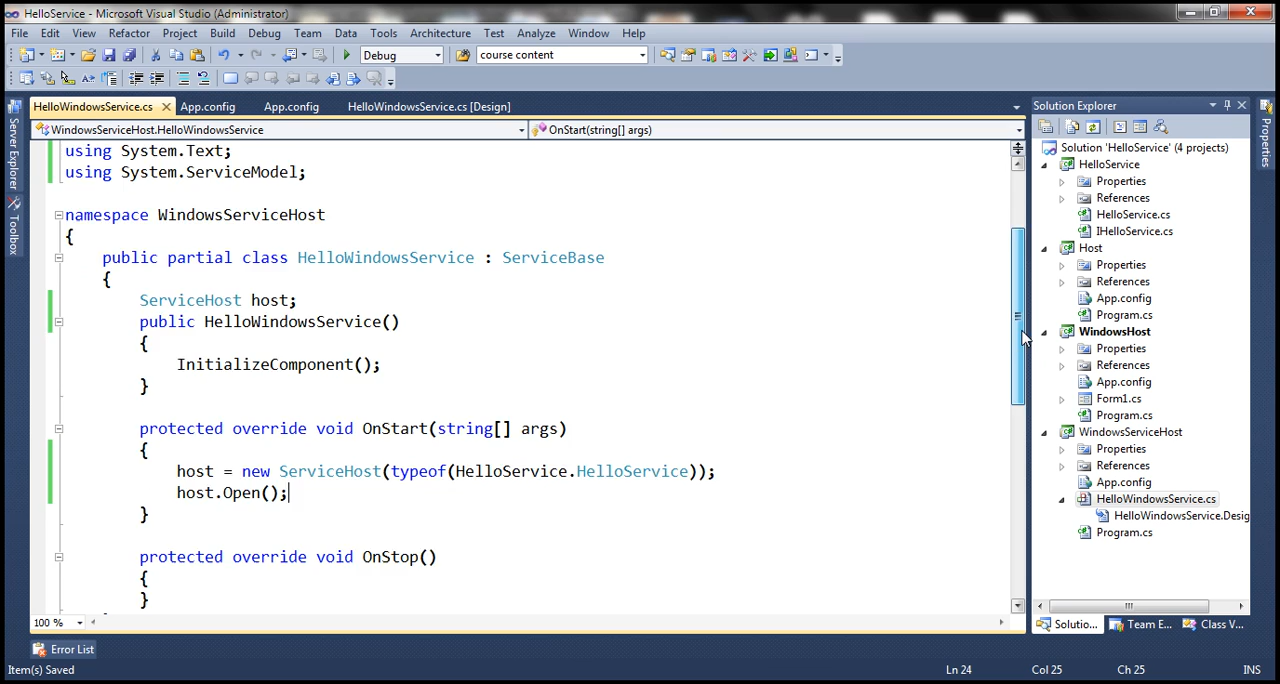 HelloService - Microsoft Visual Studio (Administrator)
File Edit View Refactor Project Build Debug Team Data Tools Architecture Test Analyze Window Help
Debug course content
HelloWindowsService.cs App.config App.config HelloWindowsService.cs [Design]
WindowsServiceHost.HelloWindowsService OnStart(string[] args)
using System.Text;
using System.ServiceModel;
namespace WindowsServiceHost
{
public partial class HelloWindowsService : ServiceBase
{
ServiceHost host;
public HelloWindowsService()
{
InitializeComponent();
}
protected override void OnStart(string[] args)
{
host = new ServiceHost(typeof(HelloService.HelloService));
host.Open();
}
protected override void OnStop()
{
}
100 %
Server Explorer
Toolbox
Solution Explorer
Solution 'HelloService' (4 projects)
HelloService
Properties
References
HelloService.cs
IHelloService.cs
Host
Properties
References
App.config
Program.cs
WindowsHost
Properties
References
App.config
Form1.cs
Program.cs
WindowsServiceHost
Properties
References
App.config
HelloWindowsService.cs
HelloWindowsService.Desig
Program.cs
Solutio... Team E... Class V...
Properties
Error List
Item(s) Saved Ln 24 Col 25 Ch 25 INS